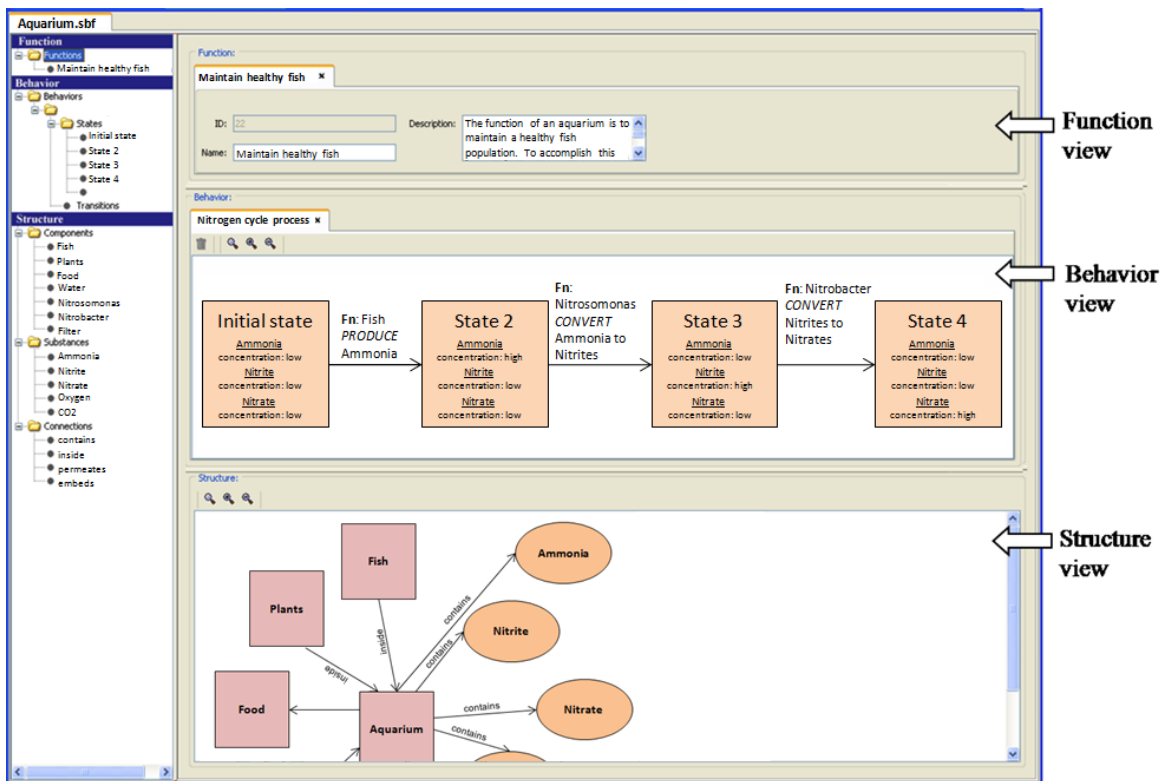 Aquarium.sbf
Function
Functions
Maintain healthy fish
Behavior
Behaviors
States
Initial state
State 2
State 3
State 4
Transitions
Structure
Components
Fish
Plants
Food
Water
Nitrosomonas
Nitrobacter
Filter
Substances
Ammonia
Nitrite
Nitrate
Oxygen
CO2
Connections
contains
inside
permeates
embeds
Function:
Maintain healthy fish ×
ID: 22
Name: Maintain healthy fish
Description: The function of an aquarium is to
maintain a healthy fish
population. To accomplish this
Behavior:
Nitrogen cycle process ×
Initial state
Ammonia
concentration: low
Nitrite
concentration: low
Nitrate
concentration: low
Fn: Fish
PRODUCE
Ammonia
State 2
Ammonia
concentration: high
Nitrite
concentration: low
Nitrate
concentration: low
Fn:
Nitrosomonas
CONVERT
Ammonia to
Nitrites
State 3
Ammonia
concentration: low
Nitrite
concentration: high
Nitrate
concentration: low
Fn: Nitrobacter
CONVERT
Nitrites to
Nitrates
State 4
Ammonia
concentration: low
Nitrite
concentration: low
Nitrate
concentration: high
Structure:
Fish
Ammonia
Plants
contains
Nitrite
inside
contains
inside
Food
Aquarium
contains
Nitrate
contains
Function
view
Behavior
view
Structure
view